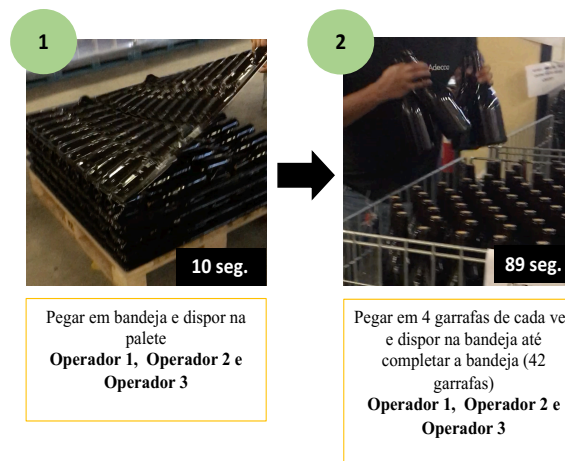 1
2
Adecco
10 seg.
89 seg.
Pegar em bandeja e dispor na
palete
Operador 1, Operador 2 e
Operador 3
Pegar em 4 garrafas de cada ve
e dispor na bandeja até
completar a bandeja (42
garrafas)
Operador 1, Operador 2 e
Operador 3